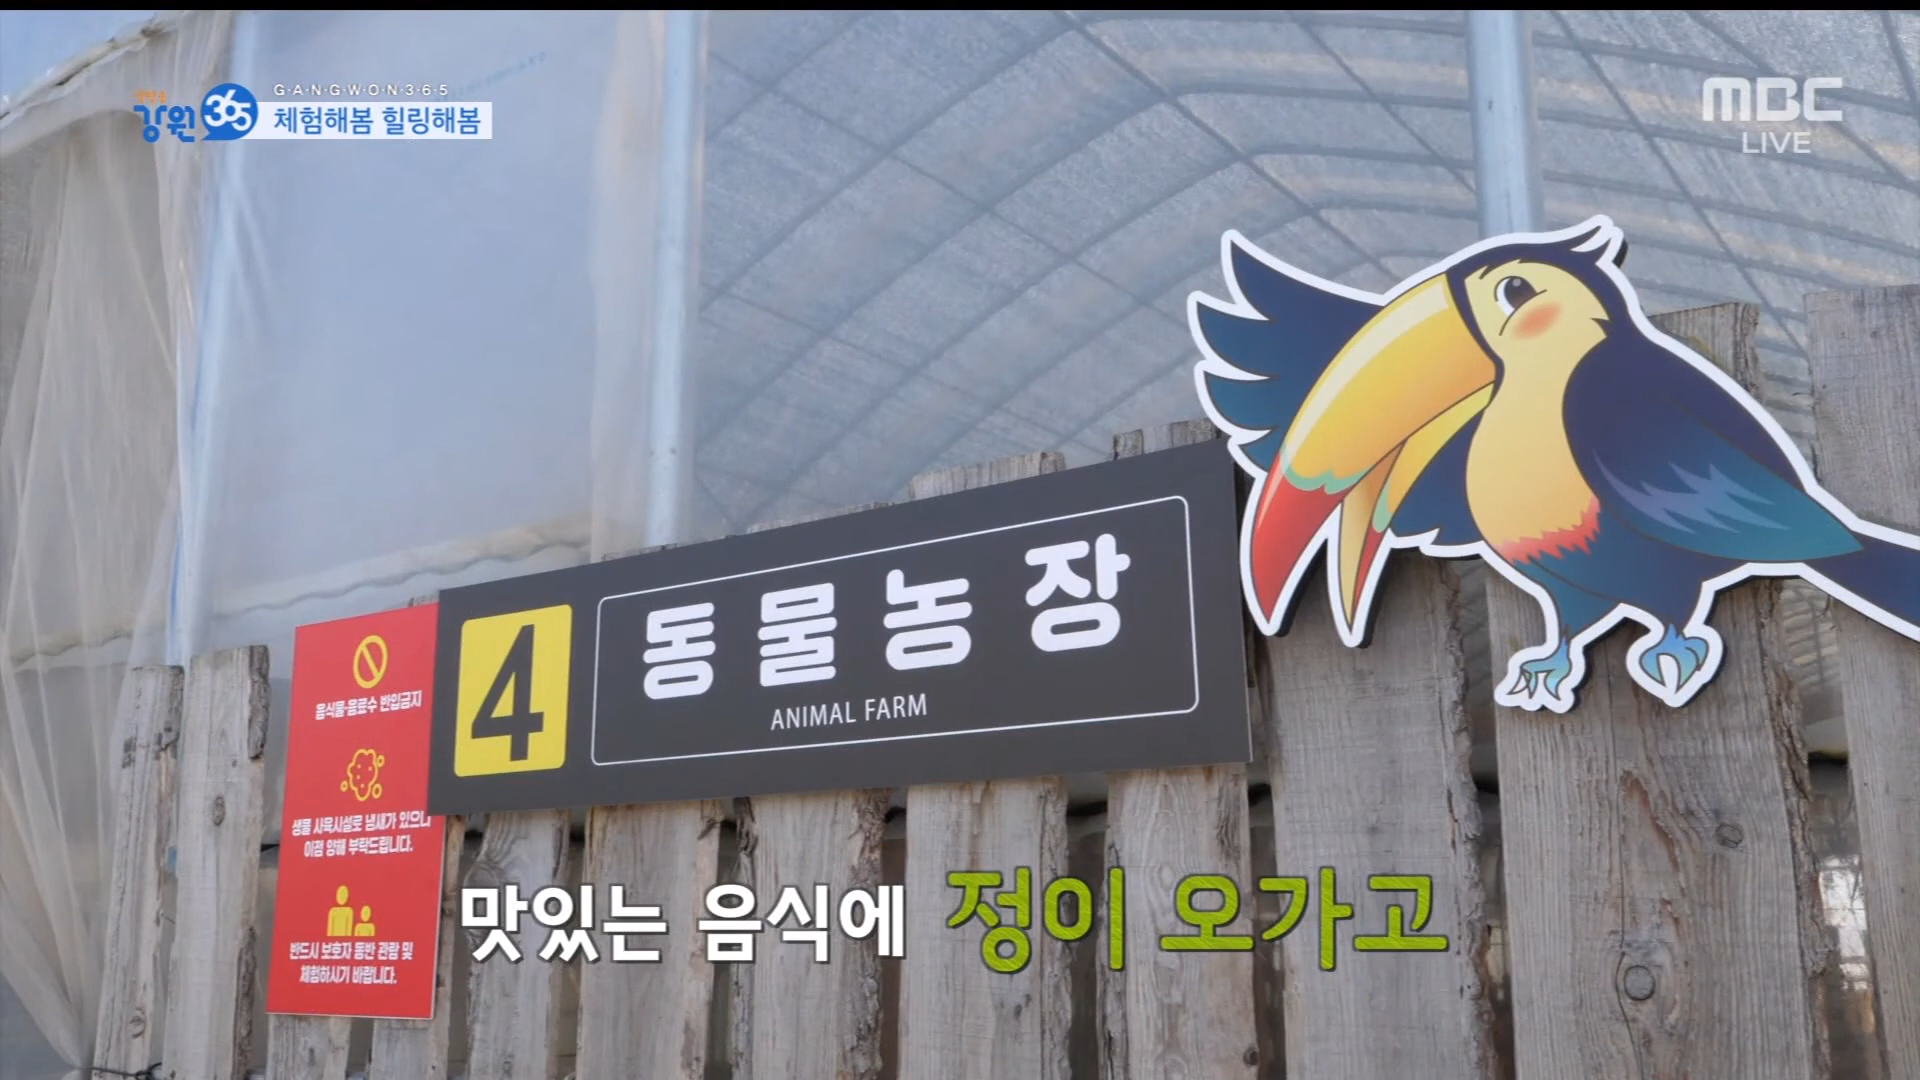 강원 365
G·A·N·G·W·O·N·3·6·5
체험해봄 힐링해봄
MBC
LIVE
4 동물농장
ANIMAL FARM
음식물·음료수 반입금지
생물 사육시설로 냄새가 있으니
이점 양해 부탁드립니다.
반드시 보호자 동반 관람 및
체험하시기 바랍니다.
맛있는 음식에 정이 오가고